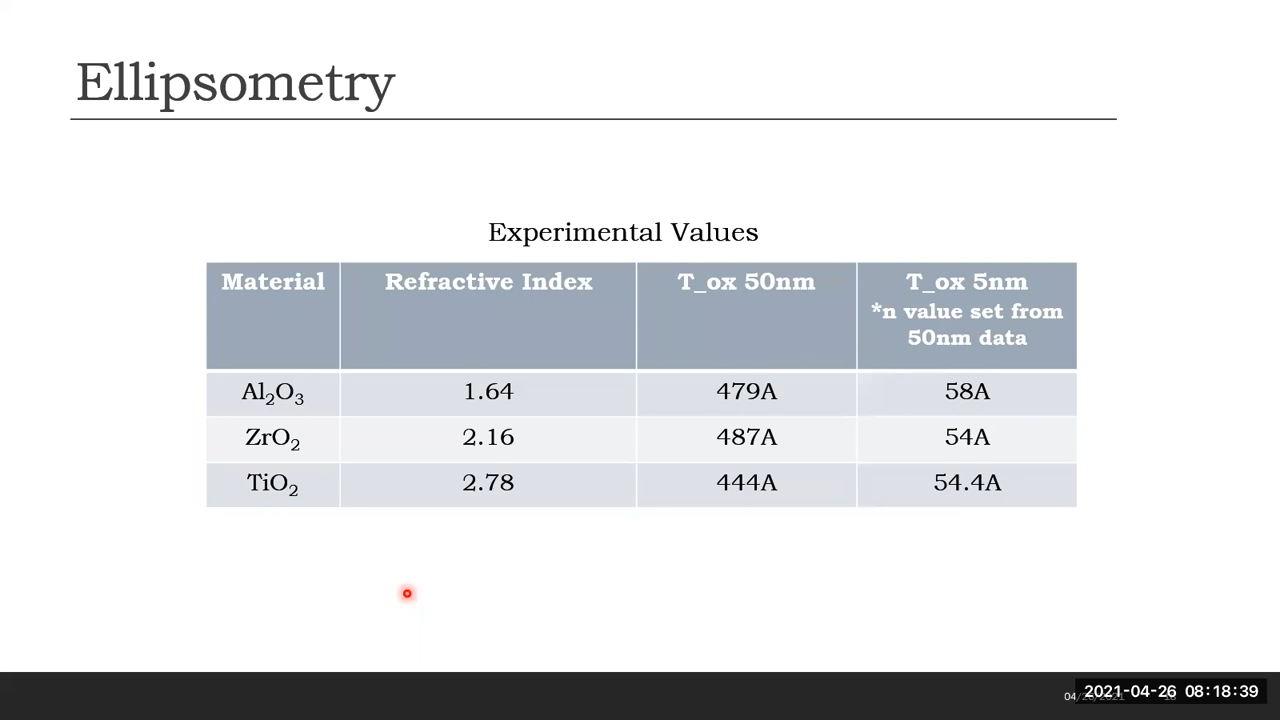 Ellipsometry
Experimental Values
Material Refractive Index T_ox 50nm T_ox 5nm
*n value set from
50nm data
Al₂O₃ 1.64 479A 58A
ZrO₂ 2.16 487A 54A
TiO₂ 2.78 444A 54.4A
2021-04-26 08:18:39